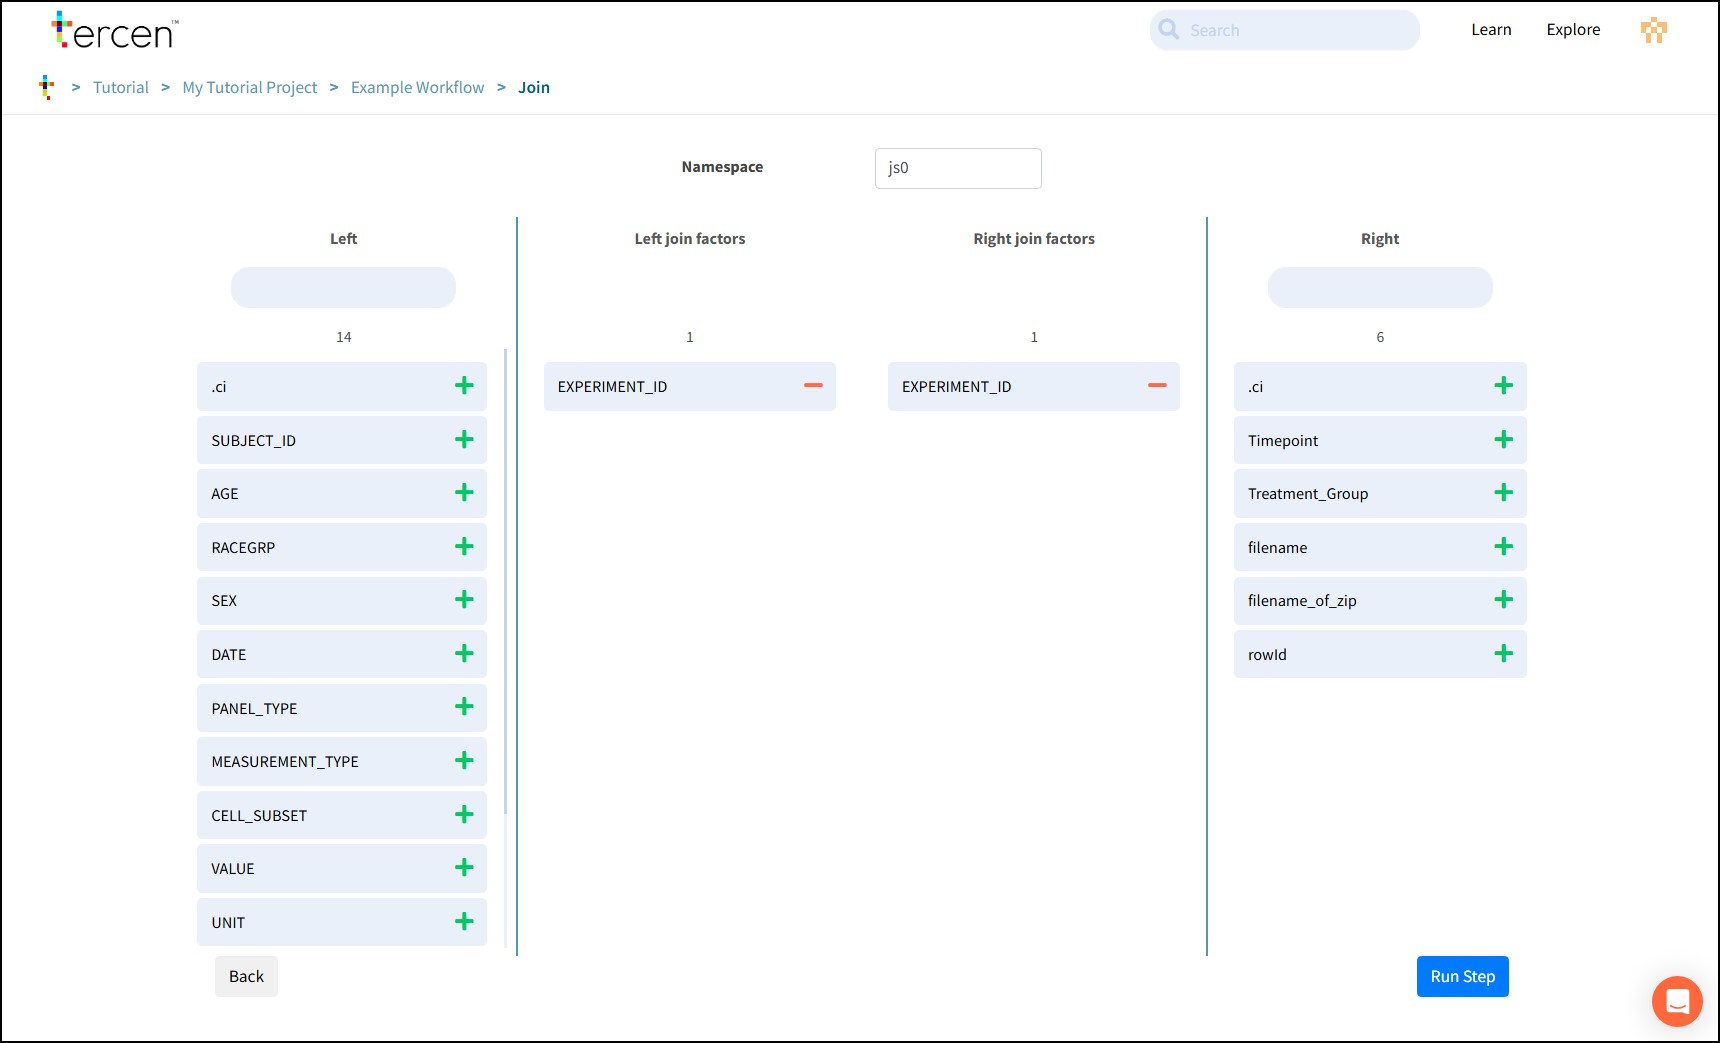 tercen™
Search
Learn
Explore
> Tutorial > My Tutorial Project > Example Workflow > Join
Namespace
js0
Left
Left join factors
Right join factors
Right
14
1
1
6
.ci
EXPERIMENT_ID
EXPERIMENT_ID
.ci
SUBJECT_ID
Timepoint
AGE
Treatment_Group
RACEGRP
filename
SEX
filename_of_zip
DATE
rowId
PANEL_TYPE
MEASUREMENT_TYPE
CELL_SUBSET
VALUE
UNIT
Back
Run Step